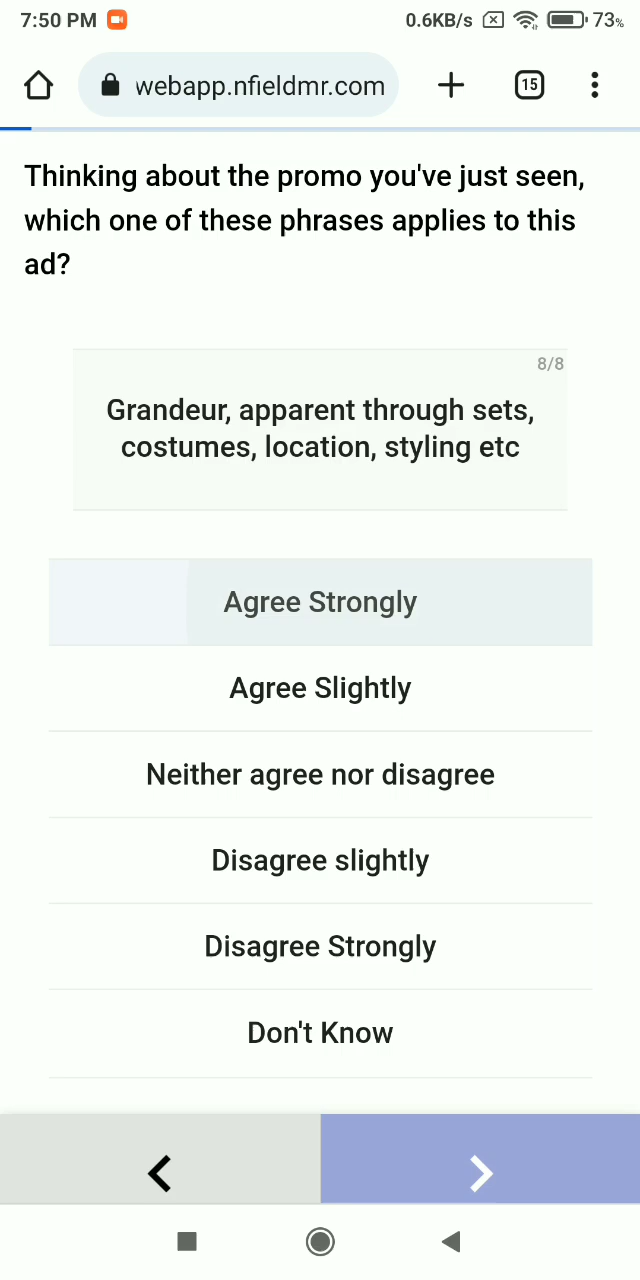 7:50 PM 0.6KB/s 73%
webapp.nfieldmr.com 15
Thinking about the promo you've just seen,
which one of these phrases applies to this
ad?
8/8
Grandeur, apparent through sets,
costumes, location, styling etc
Agree Strongly
Agree Slightly
Neither agree nor disagree
Disagree slightly
Disagree Strongly
Don't Know